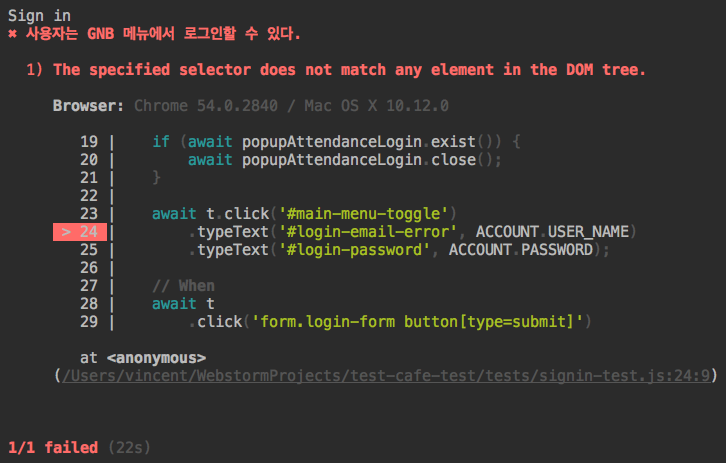 Sign in
✖ 사용자는 GNB 메뉴에서 로그인할 수 있다.
1) The specified selector does not match any element in the DOM tree.
Browser: Chrome 54.0.2840 / Mac OS X 10.12.0
19 |    if (await popupAttendanceLogin.exist()) {
20 |        await popupAttendanceLogin.close();
21 |    }
22 |
23 |    await t.click('#main-menu-toggle')
> 24 |        .typeText('#login-email-error', ACCOUNT.USER_NAME)
25 |        .typeText('#login-password', ACCOUNT.PASSWORD);
26 |
27 |    // When
28 |    await t
29 |        .click('form.login-form button[type=submit]')
at <anonymous>
(/Users/vincent/WebstormProjects/test-cafe-test/tests/signin-test.js:24:9)
1/1 failed (22s)